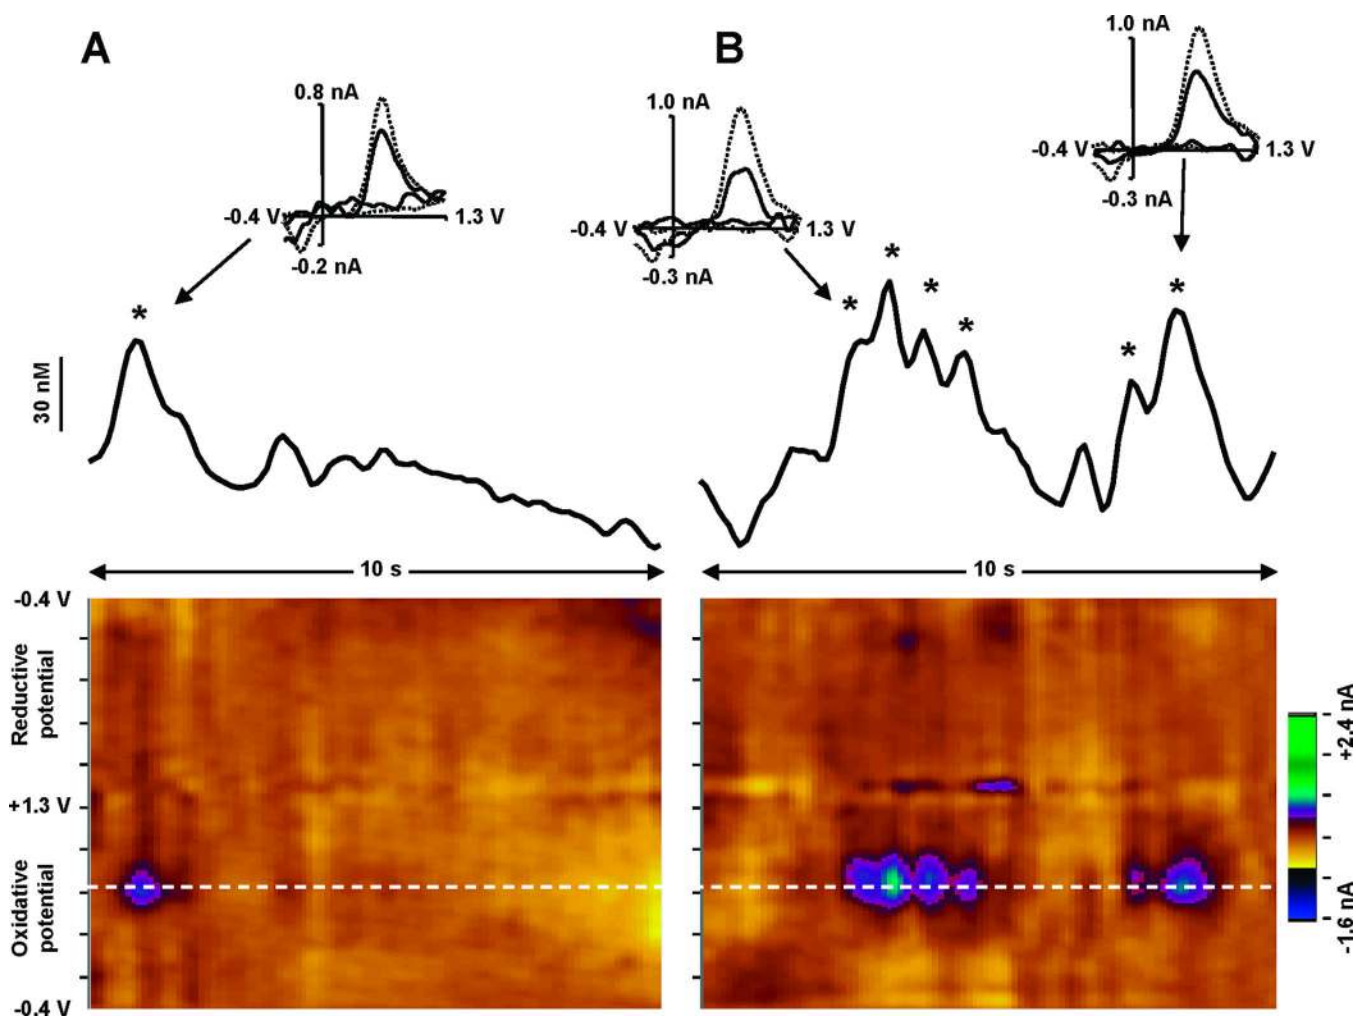 A
B
1.0 nA
0.8 nA
1.0 nA
-0.4 V
1.3 V
-0.3 nA
-0.4 V
1.3 V
-0.2 nA
-0.4 V
1.3 V
-0.3 nA
*
*
*
*
*
*
*
30 nM
10 s
10 s
-0.4 V
Reductive
potential
+1.3 V
Oxidative
potential
-0.4 V
+2.4 nA
-1.6 nA